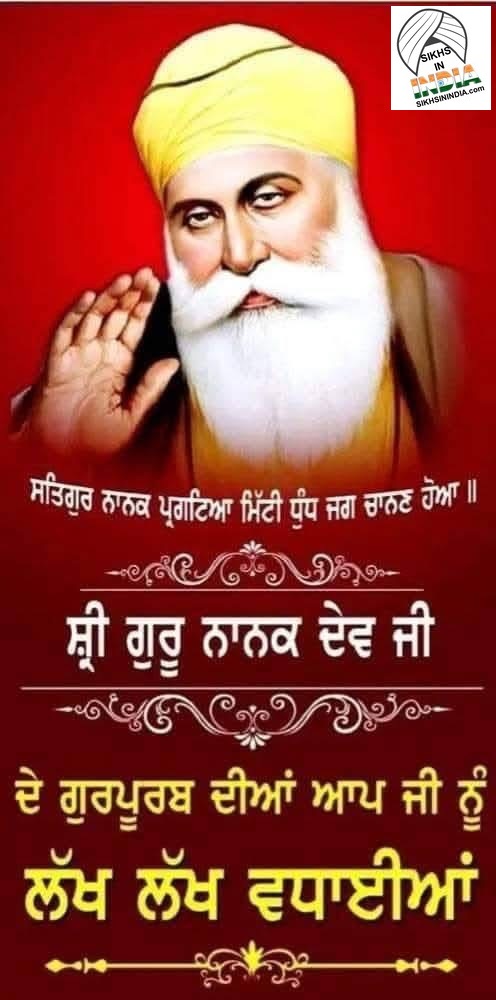 SIKHS
IN
INDIA
SIKHSININDIA.com
ਸਤਿਗੁਰ ਨਾਨਕ ਪ੍ਰਗਟਿਆ ਮਿੱਟੀ ਧੁੰਧ ਜਗ ਚਾਨਣ ਹੋਆ ॥
ਸ਼੍ਰੀ ਗੁਰੂ ਨਾਨਕ ਦੇਵ ਜੀ
ਦੇ ਗੁਰਪੂਰਬ ਦੀਆਂ ਆਪ ਜੀ ਨੂੰ
ਲੱਖ ਲੱਖ ਵਧਾਈਆਂ